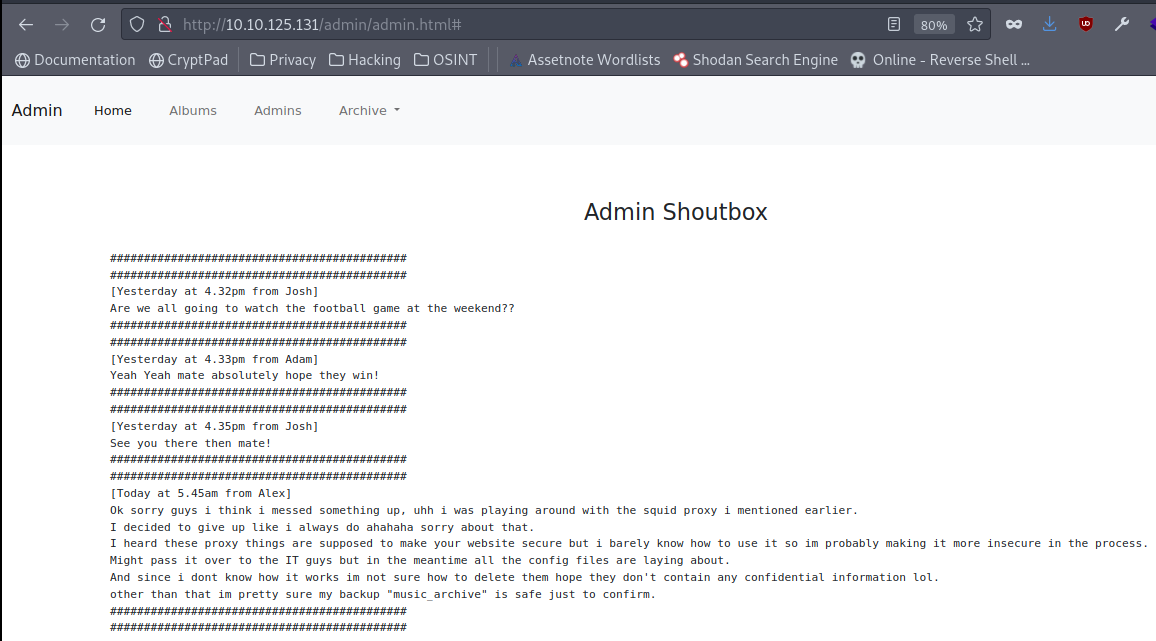 http://10.10.125.131/admin/admin.html#
80%
Documentation CryptPad Privacy Hacking OSINT Assetnote Wordlists Shodan Search Engine Online - Reverse Shell ...
Admin Home Albums Admins Archive
Admin Shoutbox
############################################
############################################
[Yesterday at 4.32pm from Josh]
Are we all going to watch the football game at the weekend??
############################################
############################################
[Yesterday at 4.33pm from Adam]
Yeah Yeah mate absolutely hope they win!
############################################
############################################
[Yesterday at 4.35pm from Josh]
See you there then mate!
############################################
############################################
[Today at 5.45am from Alex]
Ok sorry guys i think i messed something up, uhh i was playing around with the squid proxy i mentioned earlier.
I decided to give up like i always do ahahaha sorry about that.
I heard these proxy things are supposed to make your website secure but i barely know how to use it so im probably making it more insecure in the process.
Might pass it over to the IT guys but in the meantime all the config files are laying about.
And since i dont know how it works im not sure how to delete them hope they don't contain any confidential information lol.
other than that im pretty sure my backup "music_archive" is safe just to confirm.
############################################
############################################